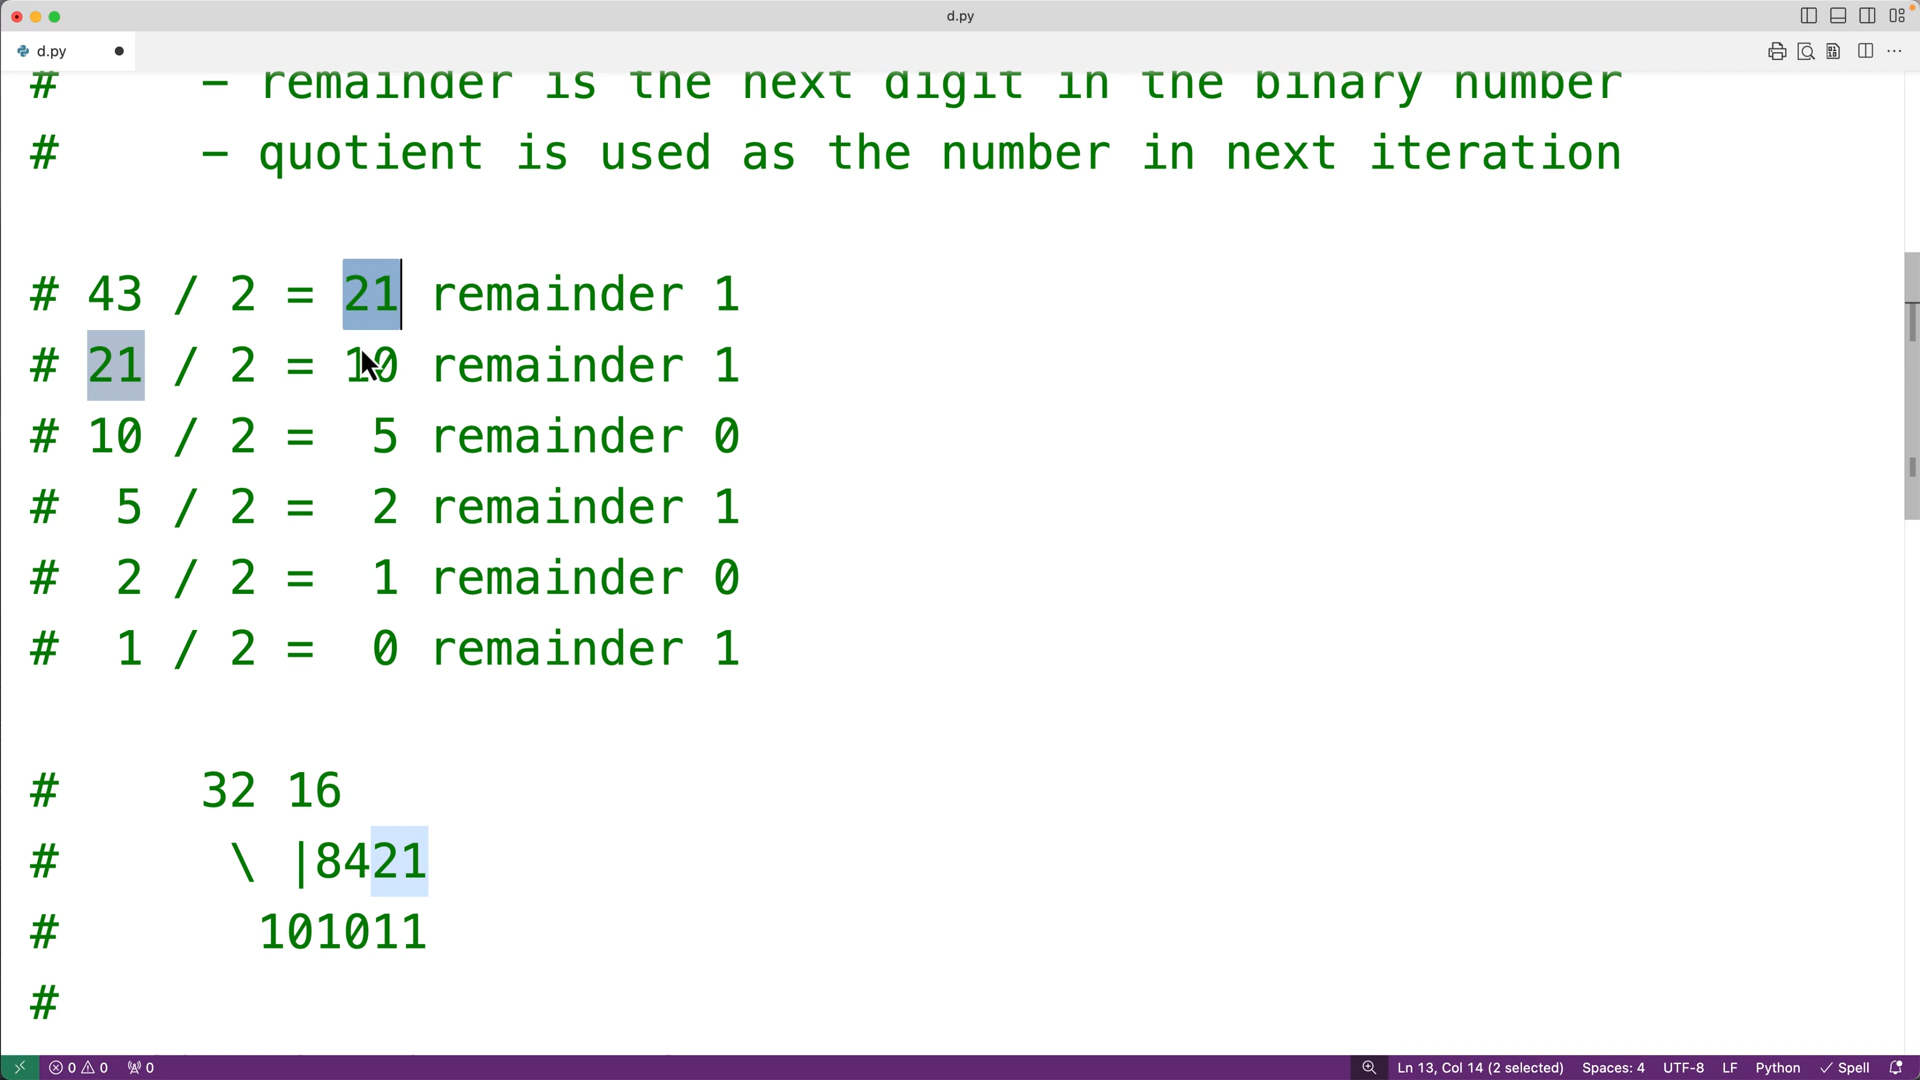 d.py
d.py
# - remainder is the next digit in the binary number
# - quotient is used as the number in next iteration
# 43 / 2 = 21 remainder 1
# 21 / 2 = 10 remainder 1
# 10 / 2 = 5 remainder 0
# 5 / 2 = 2 remainder 1
# 2 / 2 = 1 remainder 0
# 1 / 2 = 0 remainder 1
# 32 16
# \ |8421
# 101011
#
0 0 0 Ln 13, Col 14 (2 selected) Spaces: 4 UTF-8 LF Python Spell